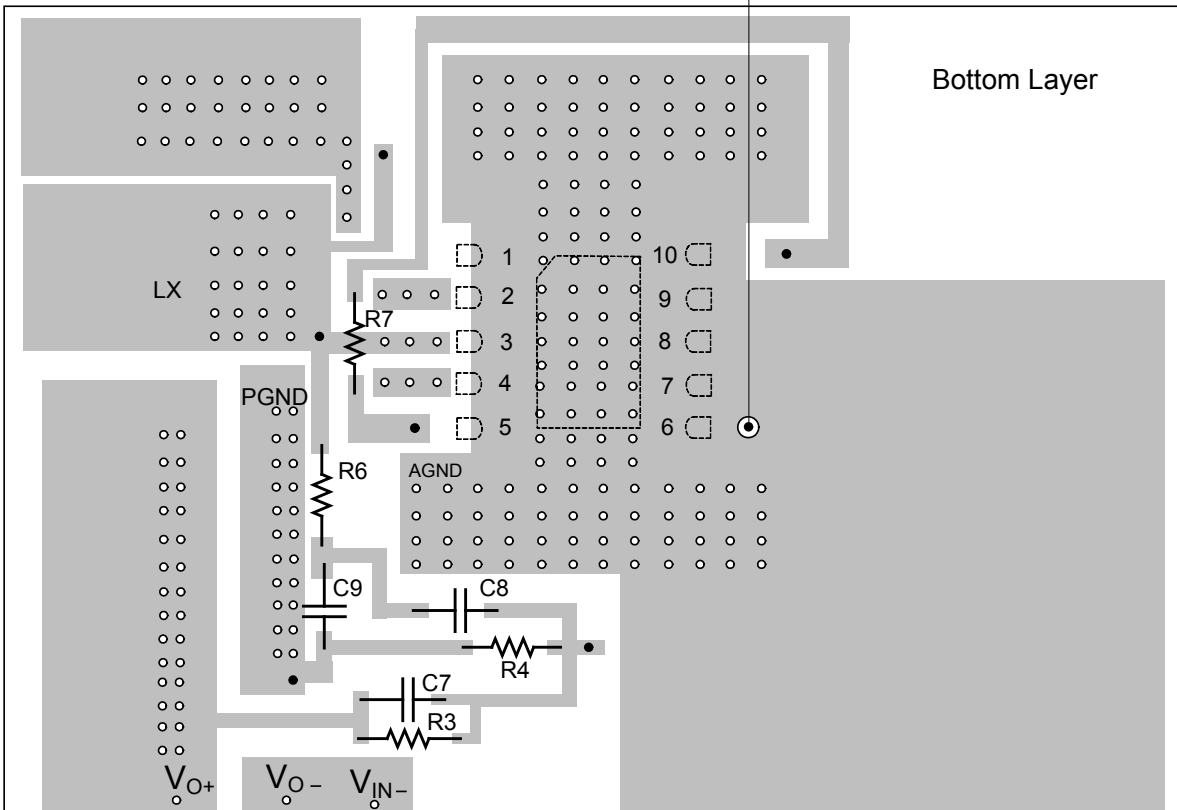 Bottom Layer
1
10
2
9
LX
R7
3
8
4
7
PGND
5
6
R6
AGND
C9
C8
R4
C7
R3
VO+
VO –
VIN–